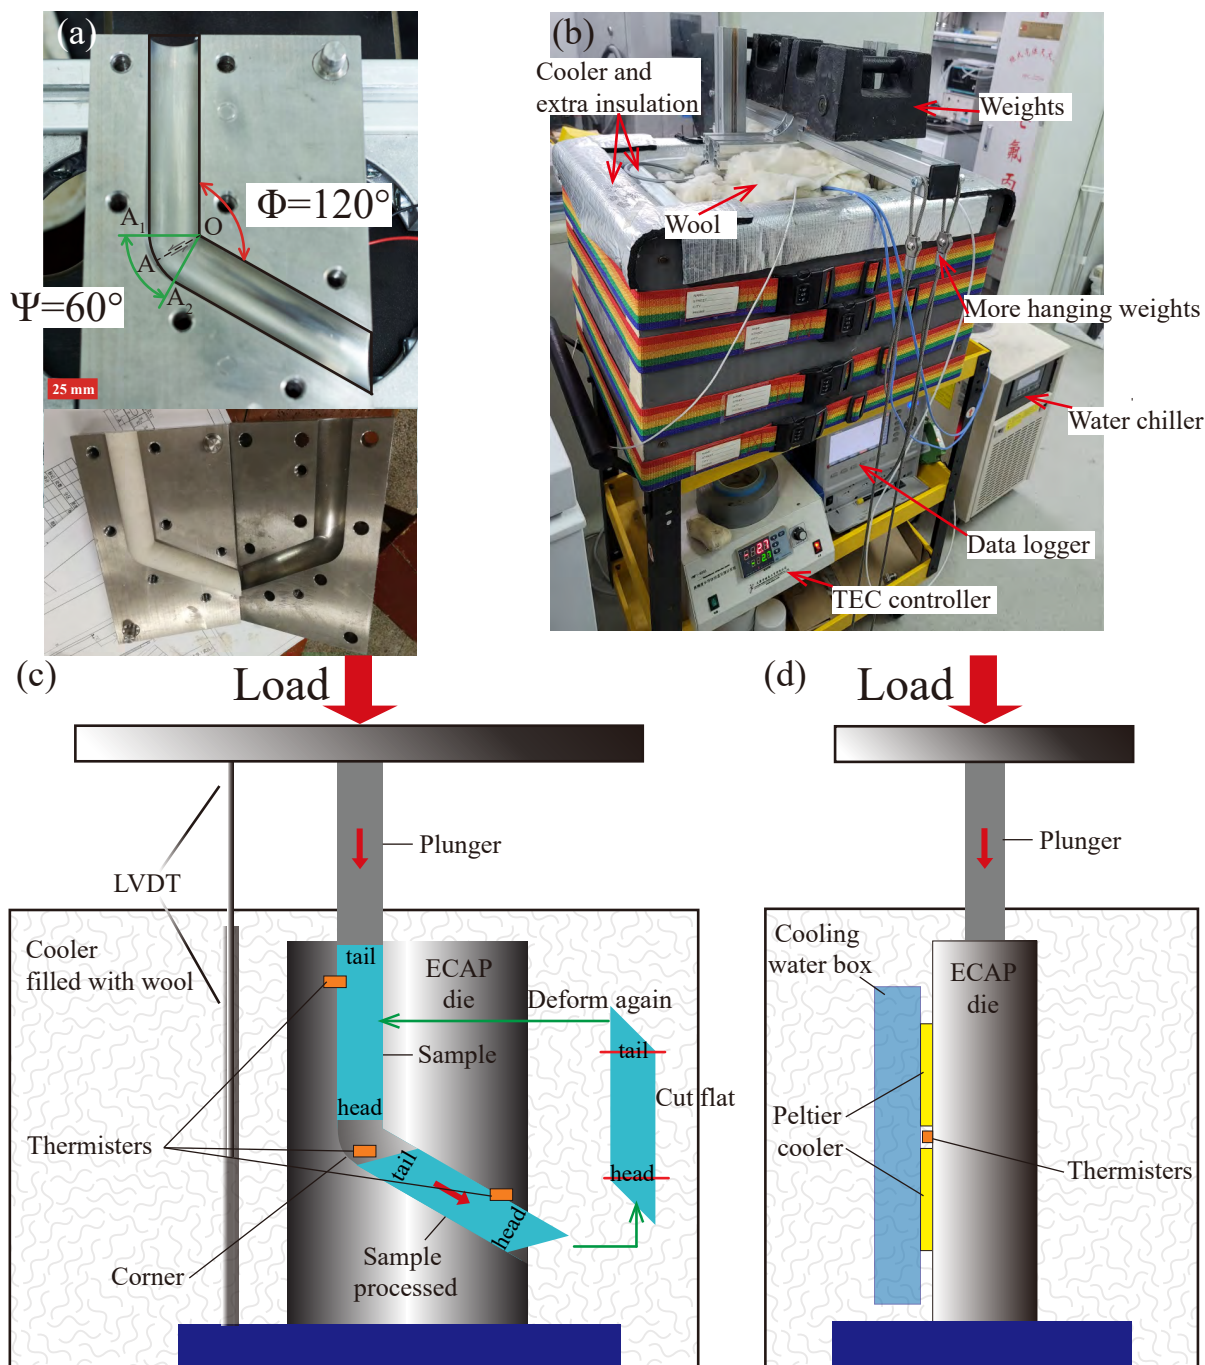 (a)
Φ=120°
A₁
O
A
A₂
Ψ=60°
25 mm
(b)
Cooler and
extra insulation
Weights
Wool
More hanging weights
Water chiller
Data logger
TEC controller
(c)
Load
Plunger
LVDT
Cooler
filled with wool
tail
ECAP
die
Deform again
Sample
tail
head
Cut flat
Thermisters
tail
head
head
Sample
processed
Corner
(d)
Load
Plunger
Cooling
water box
ECAP
die
Peltier
cooler
Thermisters